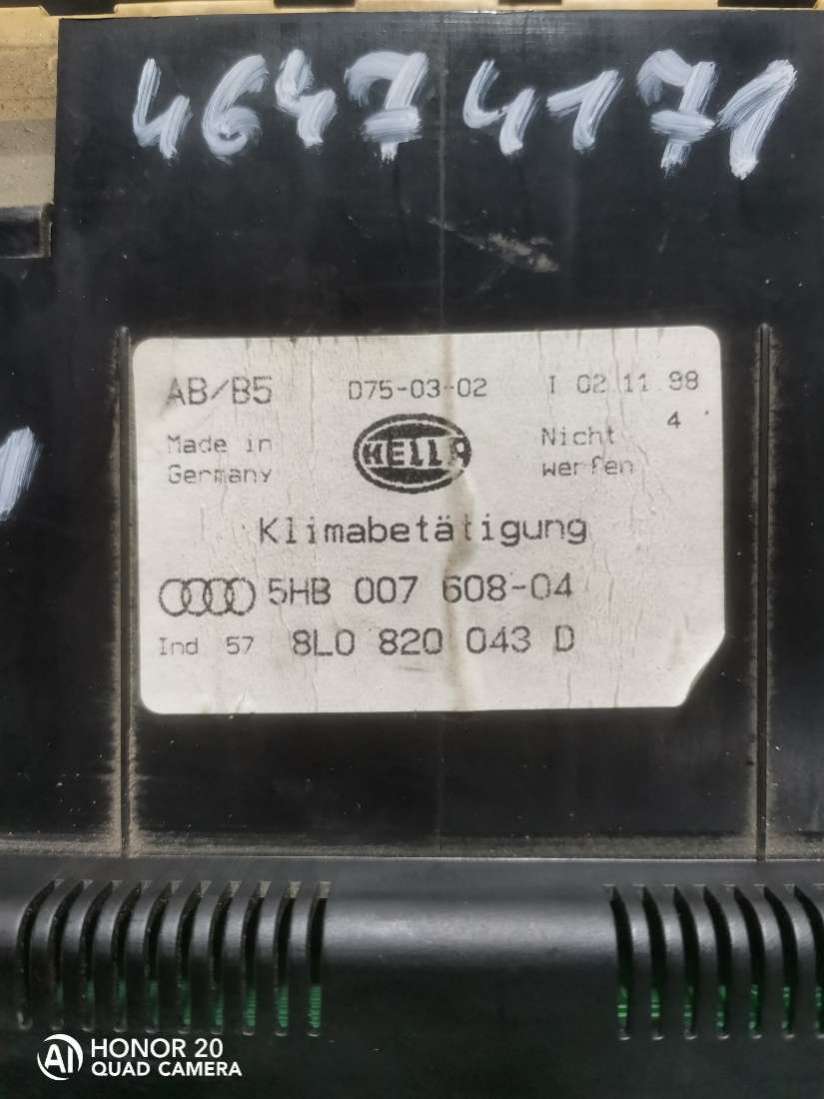 46474171
AB/B5 D75-03-02 I 02 11 98
4
Made in
Germany
HELLA
Nicht
werfen
Klimabetätigung
5HB 007 608-04
Ind 57 8L0 820 043 D
AI HONOR 20
QUAD CAMERA